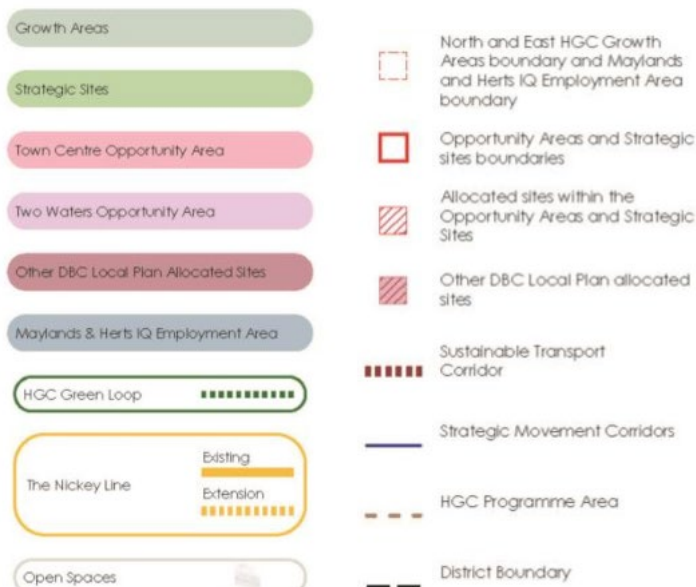 Growth Areas
Strategic Sites
Town Centre Opportunity Area
Two Waters Opportunity Area
Other DBC Local Plan Allocated Sites
Maylands & Herts IQ Employment Area
HGC Green Loop
The Nickey Line
Existing
Extension
Open Spaces
North and East HGC Growth
Areas boundary and Maylands
and Herts IQ Employment Area
boundary
Opportunity Areas and Strategic
sites boundaries
Allocated sites within the
Opportunity Areas and Strategic
Sites
Other DBC Local Plan allocated
sites
Sustainable Transport
Corridor
Strategic Movement Corridors
HGC Programme Area
District Boundary